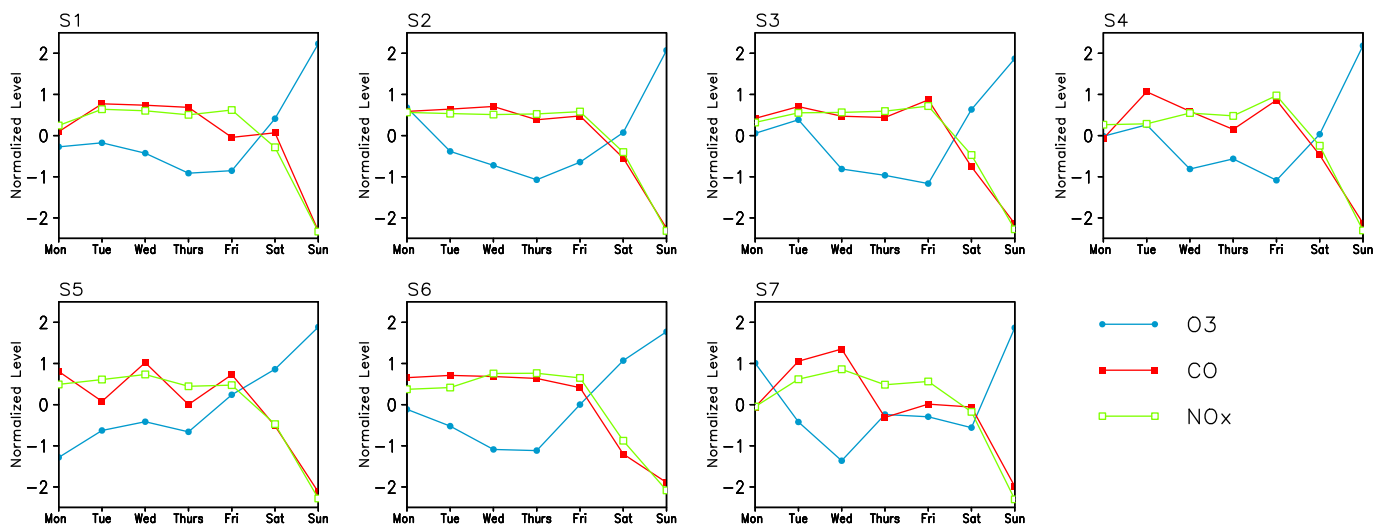 S1
S2
S3
S4
Normalized Level
2
1
0
−1
−2
Mon Tue Wed Thurs Fri Sat Sun
Normalized Level
2
1
0
−1
−2
Mon Tue Wed Thurs Fri Sat Sun
Normalized Level
2
1
0
−1
−2
Mon Tue Wed Thurs Fri Sat Sun
Normalized Level
2
1
0
−1
−2
Mon Tue Wed Thurs Fri Sat Sun
S5
S6
S7
Normalized Level
2
1
0
−1
−2
Mon Tue Wed Thurs Fri Sat Sun
Normalized Level
2
1
0
−1
−2
Mon Tue Wed Thurs Fri Sat Sun
Normalized Level
2
1
0
−1
−2
Mon Tue Wed Thurs Fri Sat Sun
O3
CO
NOx